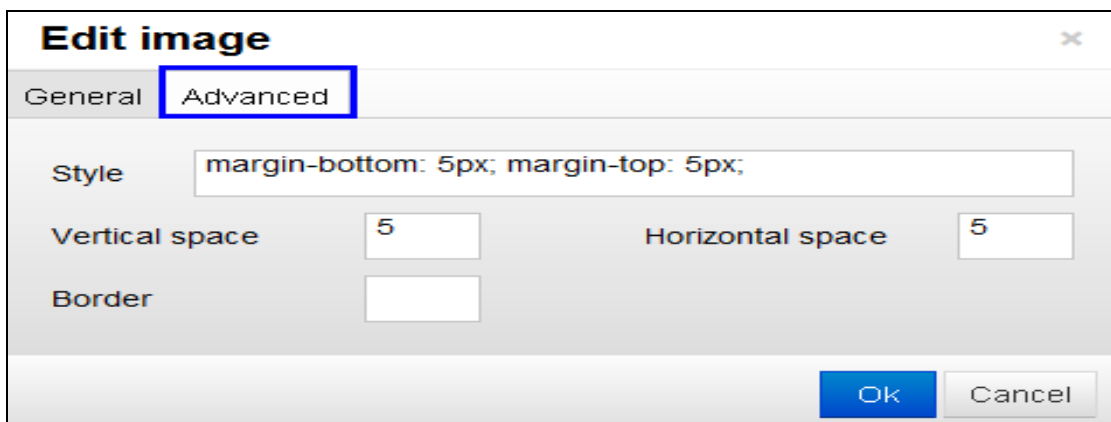 Edit image ×
General Advanced
Style margin-bottom: 5px; margin-top: 5px;
Vertical space 5 Horizontal space 5
Border
Ok Cancel